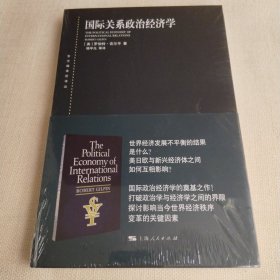 国际关系政治经济学
THE POLITICAL ECONOMY OF
INTERNATIONAL RELATIONS
ROBERT GILPIN
[美] 罗伯特·吉尔平 著
杨宇光 等译
The
Political
Economy of
International
Relations
ROBERT GILPIN
世界经济发展不平衡的结果
是什么?
美日欧与新兴经济体之间
如何互相影响?
国际政治经济学的奠基之作!
打破政治学与经济学之间的界限
探讨影响当今世界经济秩序
变革的关键因素
上海人民出版社